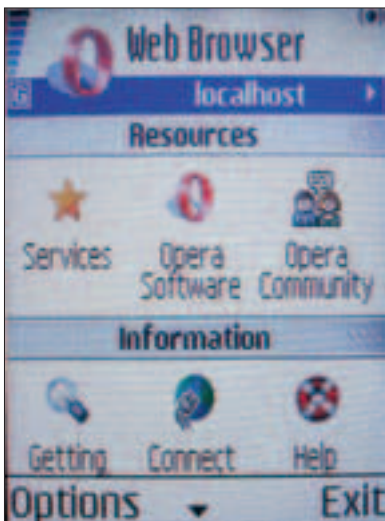 Web Browser
G
localhost
Resources
Services
Opera Software
Opera Community
Information
Getting
Connect
Help
Options
Exit